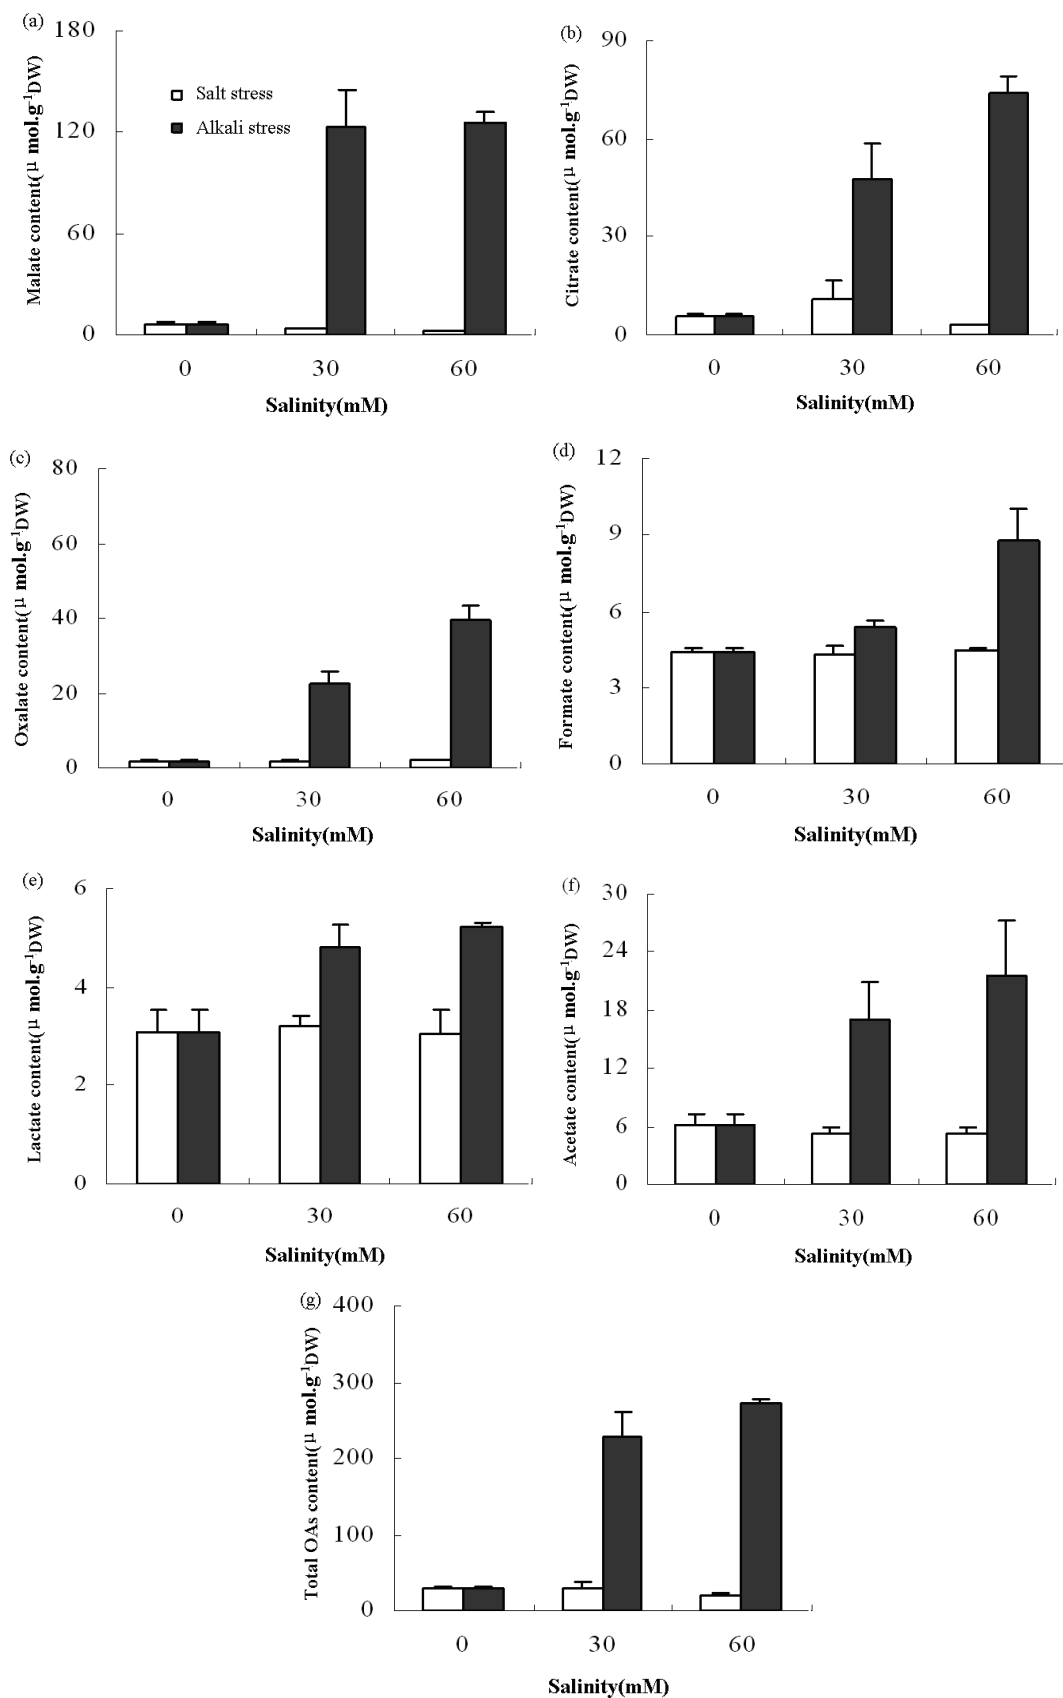 (a)
Malate content(μ mol.g⁻¹DW)
180
120
60
0
Salt stress
Alkali stress
0 30 60
Salinity(mM)
(b)
Citrate content(μ mol.g⁻¹DW)
90
60
30
0
0 30 60
Salinity(mM)
(c)
Oxalate content(μ mol.g⁻¹DW)
80
60
40
20
0
0 30 60
Salinity(mM)
(d)
Formate content(μ mol.g⁻¹DW)
12
9
6
3
0
0 30 60
Salinity(mM)
(e)
Lactate content(μ mol.g⁻¹DW)
6
4
2
0
0 30 60
Salinity(mM)
(f)
Acetate content(μ mol.g⁻¹DW)
30
24
18
12
6
0
0 30 60
Salinity(mM)
(g)
Total OAs content(μ mol.g⁻¹DW)
400
300
200
100
0
0 30 60
Salinity(mM)